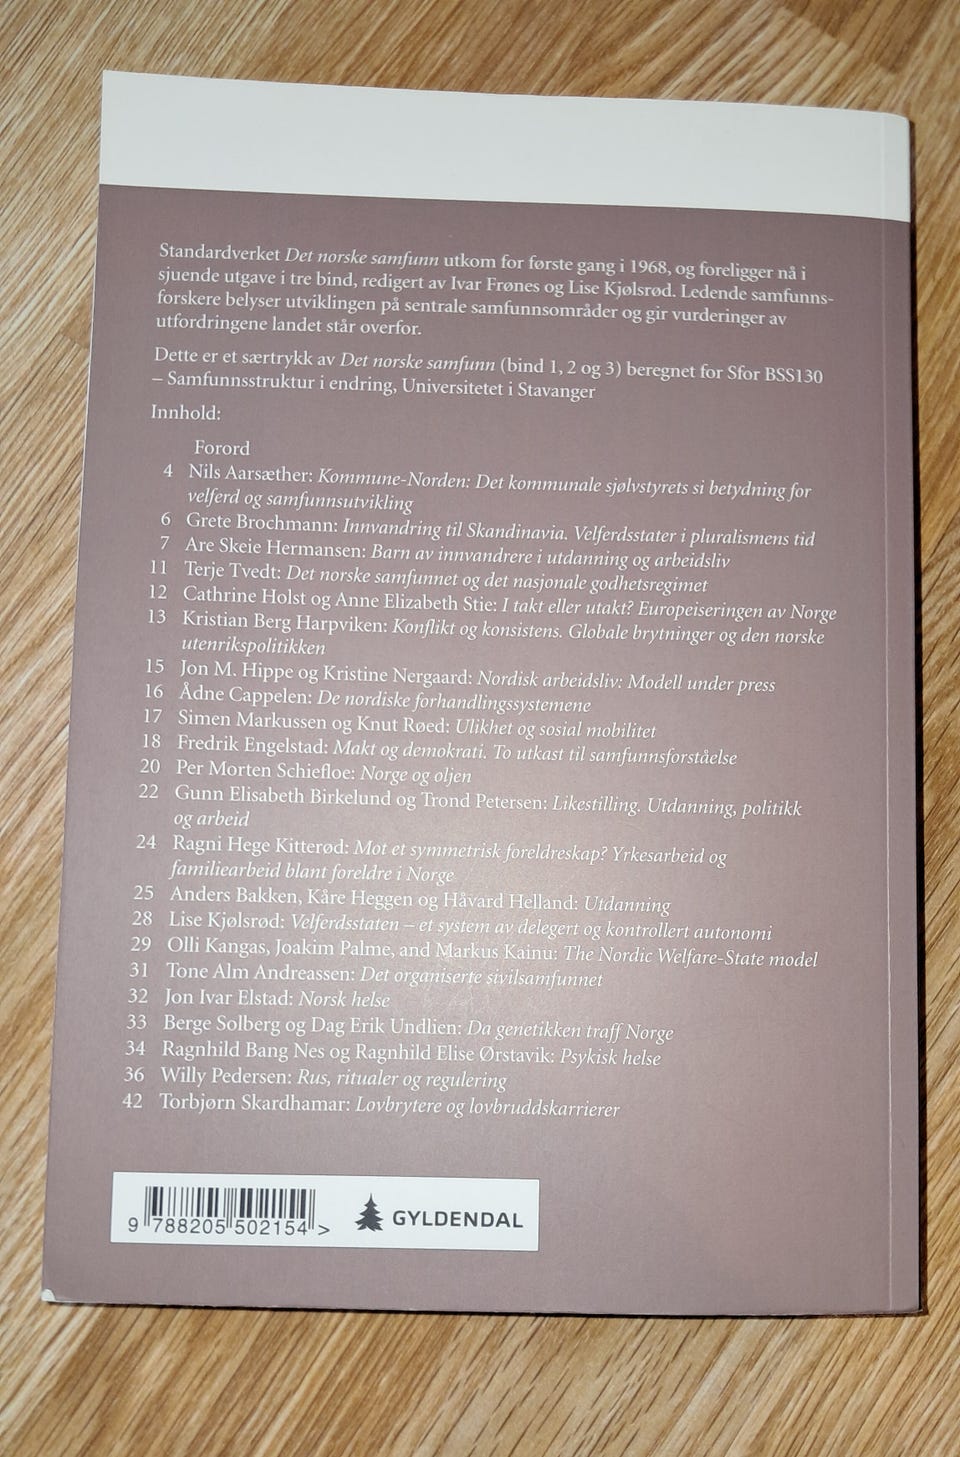 Standardverket Det norske samfunn utkom for første gang i 1968, og foreligger nå i
sjuende utgave i tre bind, redigert av Ivar Frønes og Lise Kjølsrød. Ledende samfunns-
forskere belyser utviklingen på sentrale samfunnsområder og gir vurderinger av
utfordringene landet står overfor.
Dette er et særtrykk av Det norske samfunn (bind 1, 2 og 3) beregnet for Sfor BSS130
– Samfunnsstruktur i endring, Universitetet i Stavanger
Innhold:
Forord
4 Nils Aarsæther: Kommune-Norden: Det kommunale sjølvstyrets si betydning for
velferd og samfunnsutvikling
6 Grete Brochmann: Innvandring til Skandinavia. Velferdsstater i pluralismens tid
7 Are Skeie Hermansen: Barn av innvandrere i utdanning og arbeidsliv
11 Terje Tvedt: Det norske samfunnet og det nasjonale godhetsregimet
12 Cathrine Holst og Anne Elizabeth Stie: I takt eller utakt? Europeiseringen av Norge
13 Kristian Berg Harpviken: Konflikt og konsistens. Globale brytninger og den norske
utenrikspolitikken
15 Jon M. Hippe og Kristine Nergaard: Nordisk arbeidsliv: Modell under press
16 Ådne Cappelen: De nordiske forhandlingssystemene
17 Simen Markussen og Knut Røed: Ulikhet og sosial mobilitet
18 Fredrik Engelstad: Makt og demokrati. To utkast til samfunnsforståelse
20 Per Morten Schiefloe: Norge og oljen
22 Gunn Elisabeth Birkelund og Trond Petersen: Likestilling. Utdanning, politikk
og arbeid
24 Ragni Hege Kitterød: Mot et symmetrisk foreldreskap? Yrkesarbeid og
familiearbeid blant foreldre i Norge
25 Anders Bakken, Kåre Heggen og Håvard Helland: Utdanning
28 Lise Kjølsrød: Velferdsstaten – et system av delegert og kontrollert autonomi
29 Olli Kangas, Joakim Palme, and Markus Kainu: The Nordic Welfare-State model
31 Tone Alm Andreassen: Det organiserte sivilsamfunnet
32 Jon Ivar Elstad: Norsk helse
33 Berge Solberg og Dag Erik Undlien: Da genetikken traff Norge
34 Ragnhild Bang Nes og Ragnhild Elise Ørstavik: Psykisk helse
36 Willy Pedersen: Rus, ritualer og regulering
42 Torbjørn Skardhamar: Lovbrytere og lovbruddskarrierer
9 788205 502154 >
GYLDENDAL